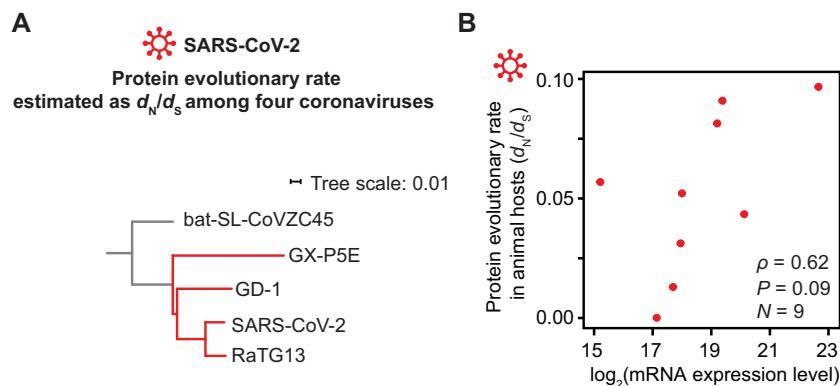 A
SARS-CoV-2
Protein evolutionary rate
estimated as dN/dS among four coronaviruses
Tree scale: 0.01
bat-SL-CoVZC45
GX-P5E
GD-1
SARS-CoV-2
RaTG13
B
Protein evolutionary rate
in animal hosts (dN/dS)
0.10
0.05
0.00
ρ = 0.62
P = 0.09
N = 9
15 17 19 21 23
log2(mRNA expression level)